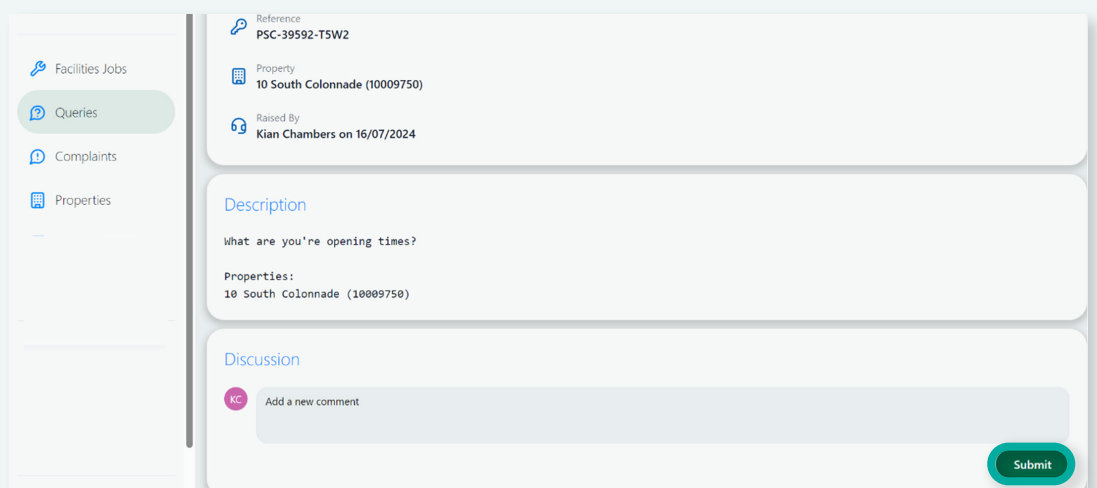 Facilities Jobs
Queries
Complaints
Properties
Reference
PSC-39592-T5W2
Property
10 South Colonnade (10009750)
Raised By
Kian Chambers on 16/07/2024
Description
What are you're opening times?
Properties:
10 South Colonnade (10009750)
Discussion
KC
Add a new comment
Submit